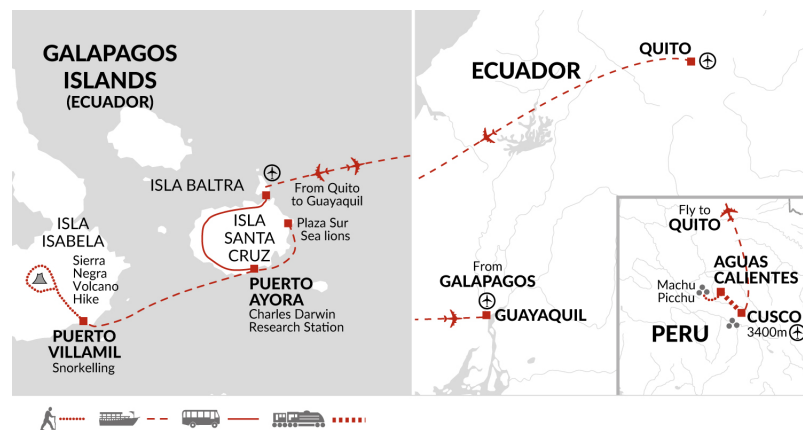 GALAPAGOS
ISLANDS
(ECUADOR)
ISLA BALTRA
From Quito
to Guayaquil
ISLA
SANTA
CRUZ
Plaza Sur
Sea lions
ISLA
ISABELA
Sierra
Negra
Volcano
Hike
PUERTO
AYORA
Charles Darwin
Research Station
PUERTO
VILLAMIL
Snorkelling
QUITO
ECUADOR
From
GALAPAGOS
GUAYAQUIL
Fly to
QUITO
AGUAS
CALIENTES
Machu
Picchu
CUSCO
3400m
PERU